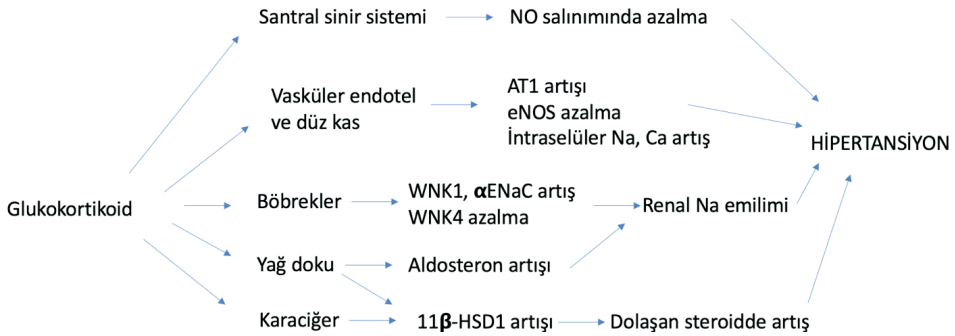 Santral sinir sistemi
NO salınımında azalma
Vasküler endotel
ve düz kas
AT1 artışı
eNOS azalma
İntraselüler Na, Ca artış
HİPERTANSİYON
Glukokortikoid
Böbrekler
WNK1, αENaC artış
WNK4 azalma
Renal Na emilimi
Yağ doku
Aldosteron artışı
Karaciğer
11β-HSD1 artışı
Dolaşan steroidde artış